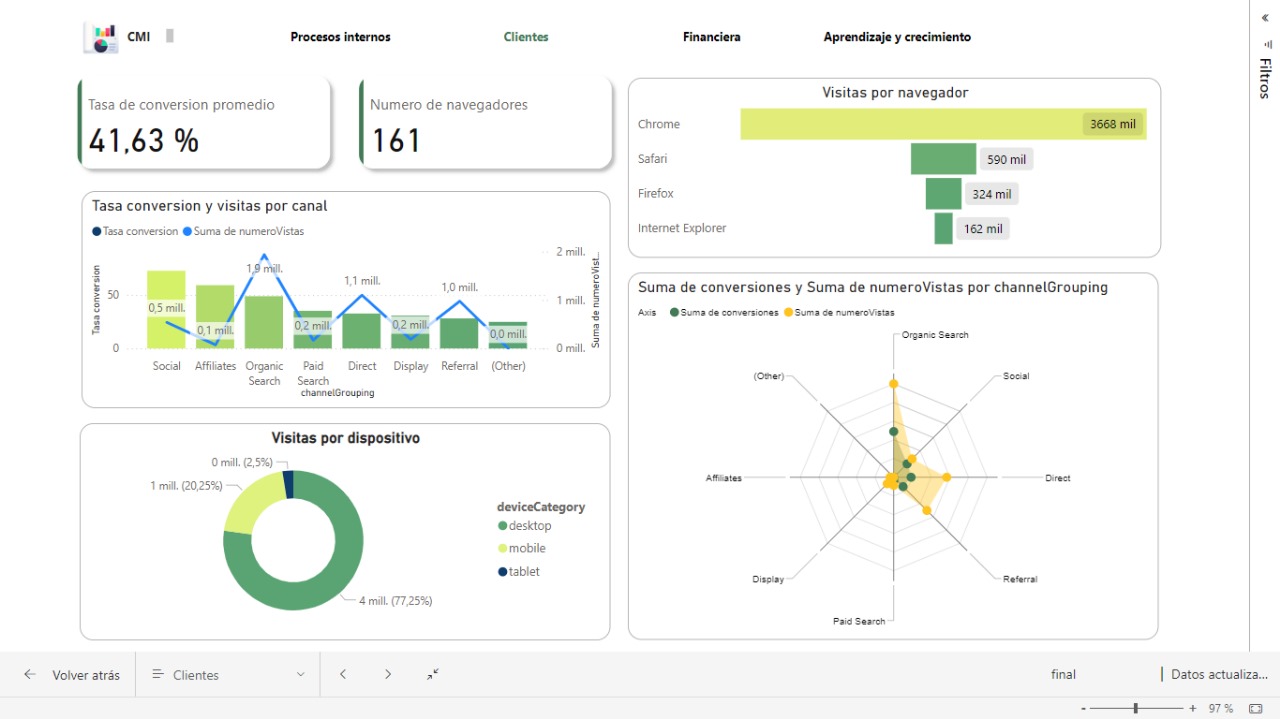 CMI
Procesos internos
Clientes
Financiera
Aprendizaje y crecimiento
Filtros
Tasa de conversion promedio
41,63 %
Numero de navegadores
161
Visitas por navegador
Chrome
3668 mil
Safari
590 mil
Firefox
324 mil
Internet Explorer
162 mil
Tasa conversion y visitas por canal
Tasa conversion
Suma de numeroVistas
Tasa conversion
50
0
0,5 mill.
0,1 mill.
1,9 mill.
0,2 mill.
1,1 mill.
0,2 mill.
1,0 mill.
0,0 mill.
2 mill.
1 mill.
0 mill.
Suma de numeroVist...
Social
Affiliates
Organic
Search
Paid
Search
Direct
Display
Referral
(Other)
channelGrouping
Suma de conversiones y Suma de numeroVistas por channelGrouping
Axis
Suma de conversiones
Suma de numeroVistas
Organic Search
Social
Direct
Referral
Paid Search
Display
Affiliates
(Other)
Visitas por dispositivo
0 mill. (2,5%)
1 mill. (20,25%)
4 mill. (77,25%)
deviceCategory
desktop
mobile
tablet
Volver atrás
Clientes
final
Datos actualiza...
- + 97 %